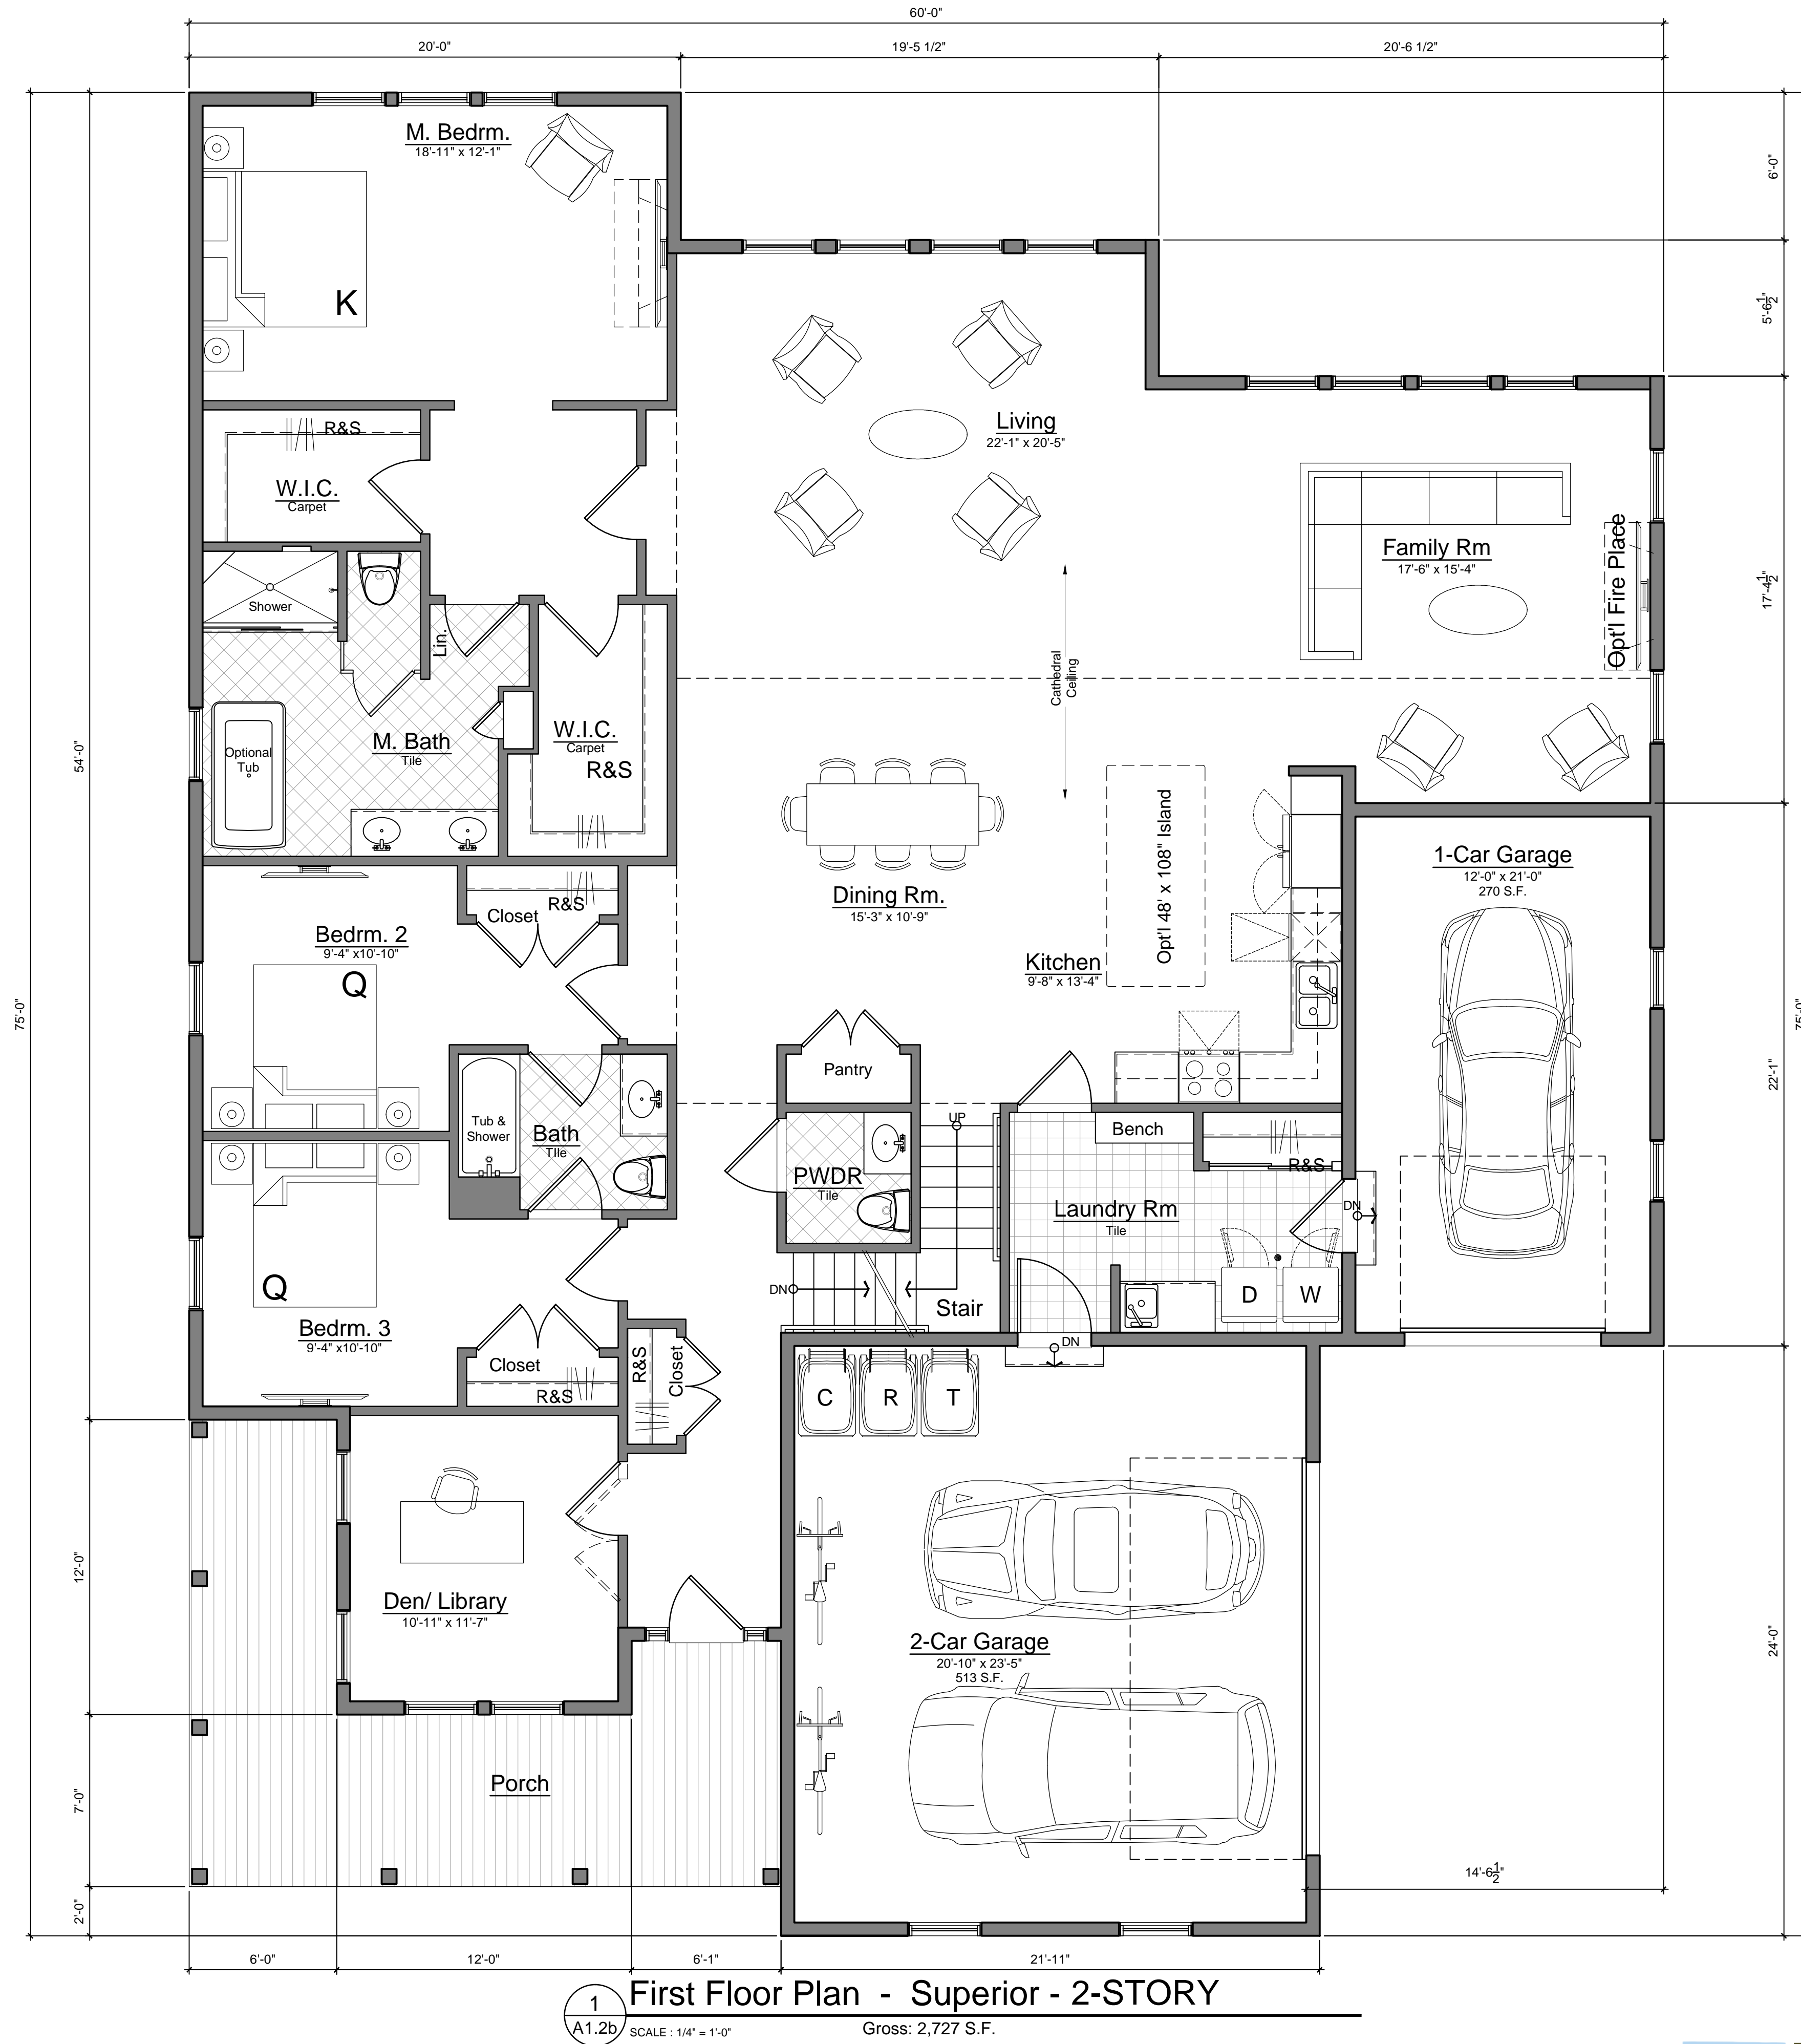 60'-0"
20'-0"
19'-5 1/2"
20'-6 1/2"
M. Bedrm.
18'-11" x 12'-1"
K
6'-0"
5'-6 1/2"
R&S
W.I.C.
Carpet
Living
22'-1" x 20'-5"
Family Rm
17'-6" x 15'-4"
Opt'l Fire Place
17'-4 1/2"
Shower
Lin.
Cathedral
Ceiling
54'-0"
Optional
Tub
M. Bath
Tile
W.I.C.
Carpet
R&S
Opt'l 48' x 108" Island
1-Car Garage
12'-0" x 21'-0"
270 S.F.
Dining Rm.
15'-3" x 10'-9"
R&S
Closet
Bedrm. 2
9'-4" x10'-10"
Q
Kitchen
9'-8" x 13'-4"
75'-0"
75'-0"
22'-1"
Pantry
Tub &
Shower
Bath
TIle
UP
Bench
R&S
PWDR
Tile
Laundry Rm
Tile
DN
DN
D
W
Stair
Q
Bedrm. 3
9'-4" x10'-10"
Closet
R&S
R&S
Closet
DN
C
R
T
12'-0"
Den/ Library
10'-11" x 11'-7"
2-Car Garage
20'-10" x 23'-5"
513 S.F.
24'-0"
Porch
7'-0"
14'-6 1/2"
2'-0"
6'-0"
12'-0"
6'-1"
21'-11"
1
A1.2b
First Floor Plan - Superior - 2-STORY
SCALE : 1/4" = 1'-0"
Gross: 2,727 S.F.